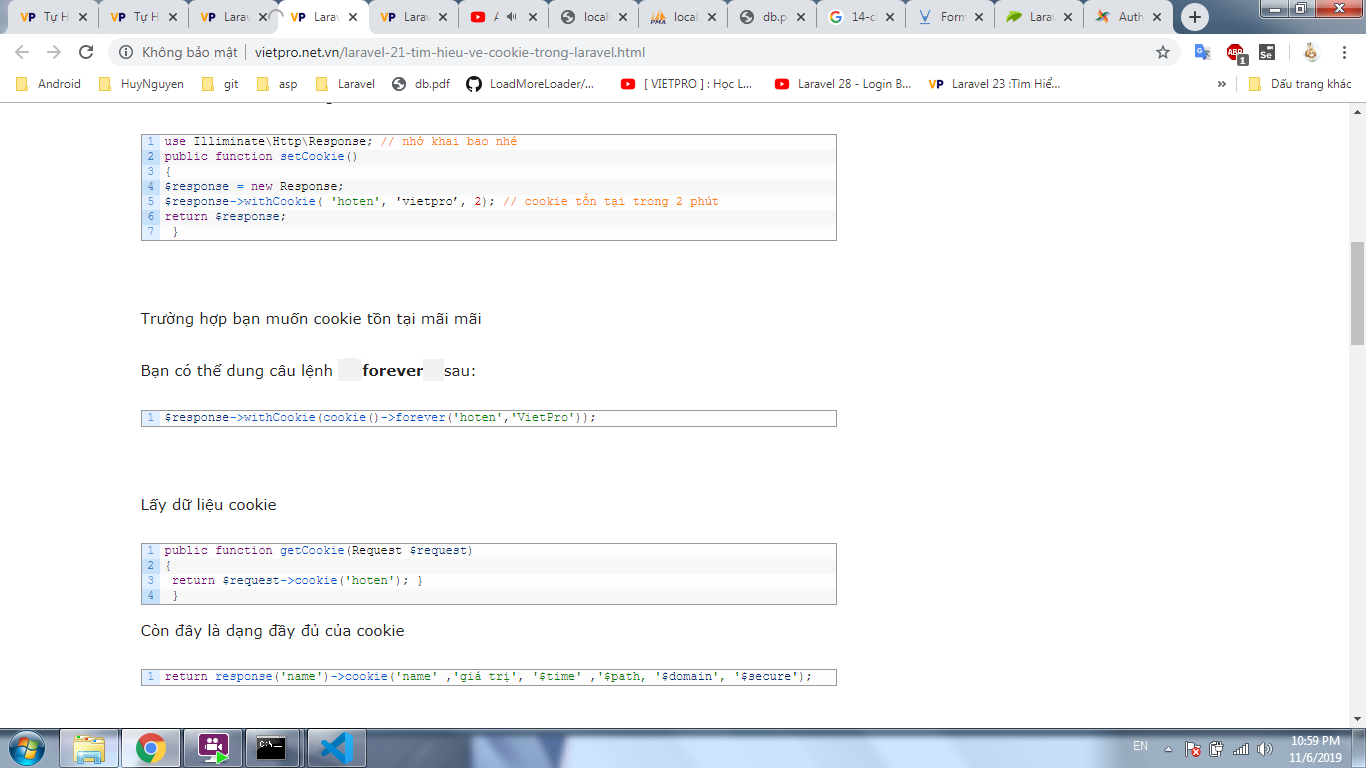 Tự H
Tự H
Larav
Larav
Larav
A
locall
local
db.p
14-cl
Form
Larav
Auth
Không bảo mật
vietpro.net.vn/laravel-21-tim-hieu-ve-cookie-trong-laravel.html
ABP
1
Se
Android
HuyNguyen
git
asp
Laravel
db.pdf
LoadMoreLoader/...
[ VIETPRO ] : Học L...
Laravel 28 - Login B...
VP
Laravel 23 :Tìm Hiể...
»
Dấu trang khác
1 use Illiminate\Http\Response; // nhớ khai bao nhé
2 public function setCookie()
3 {
4 $response = new Response;
5 $response->withCookie( 'hoten', 'vietpro’, 2); // cookie tồn tại trong 2 phút
6 return $response;
7 }
Trường hợp bạn muốn cookie tồn tại mãi mãi
Bạn có thể dung câu lệnh forever sau:
1 $response->withCookie(cookie()->forever('hoten','VietPro'));
Lấy dữ liệu cookie
1 public function getCookie(Request $request)
2 {
3 return $request->cookie('hoten'); }
4 }
Còn đây là dạng đầy đủ của cookie
1 return response('name')->cookie('name' ,'giá trị', '$time' ,'$path, '$domain', '$secure');
EN
10:59 PM
11/6/2019